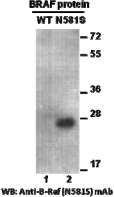 BRAF protein
WT N581S
72
55
36
28
17
1 2
WB: Anti-B-Raf (N581S) mAb